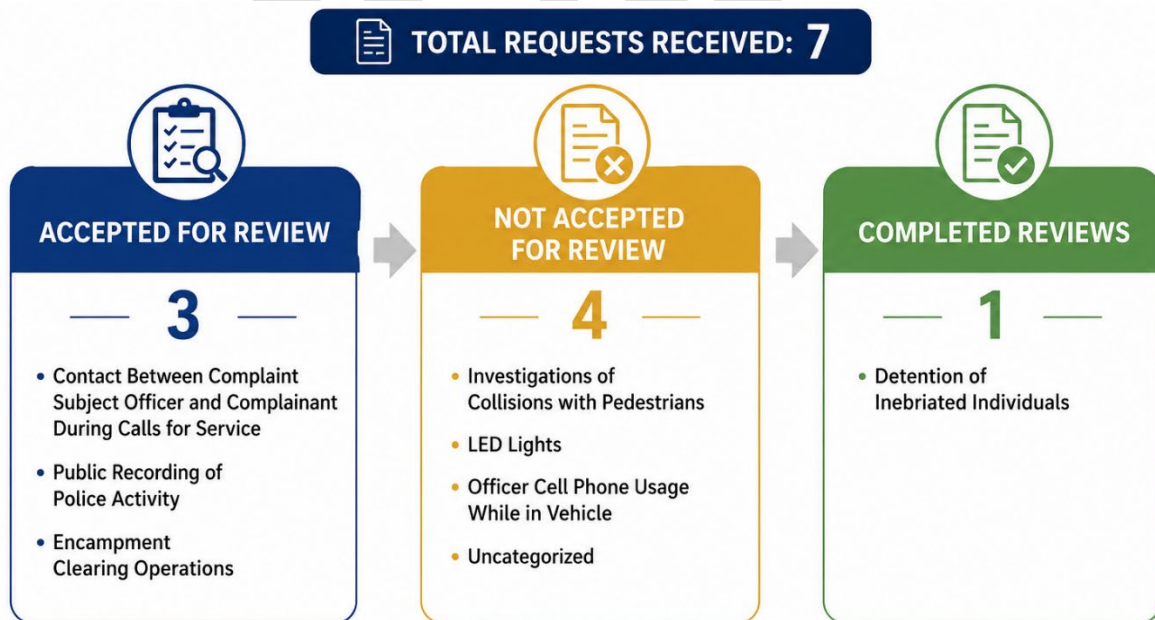 TOTAL REQUESTS RECEIVED: 7
ACCEPTED FOR REVIEW
3
• Contact Between Complaint
Subject Officer and Complainant
During Calls for Service
• Public Recording of
Police Activity
• Encampment
Clearing Operations
NOT ACCEPTED
FOR REVIEW
4
• Investigations of
Collisions with Pedestrians
• LED Lights
• Officer Cell Phone Usage
While in Vehicle
• Uncategorized
COMPLETED REVIEWS
1
• Detention of
Inebriated Individuals